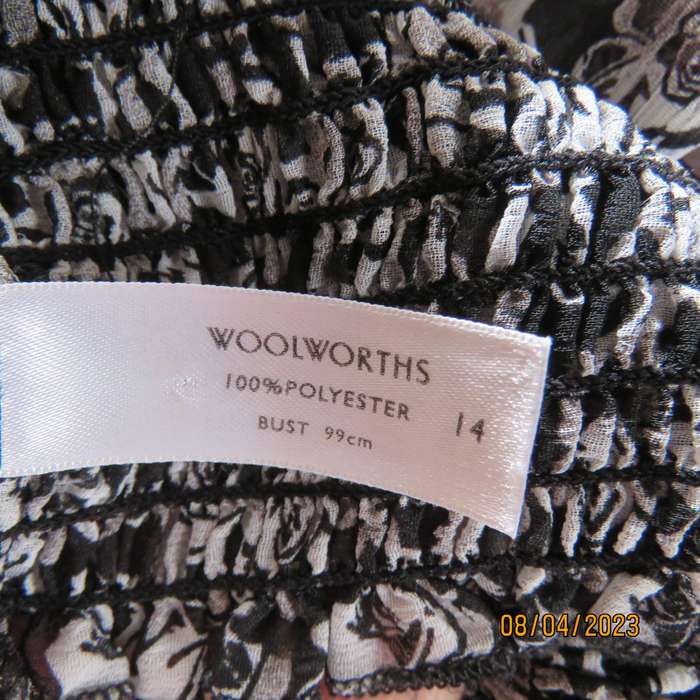 WOOLWORTHS
100% POLYESTER
BUST 99cm
14
08/04/2023